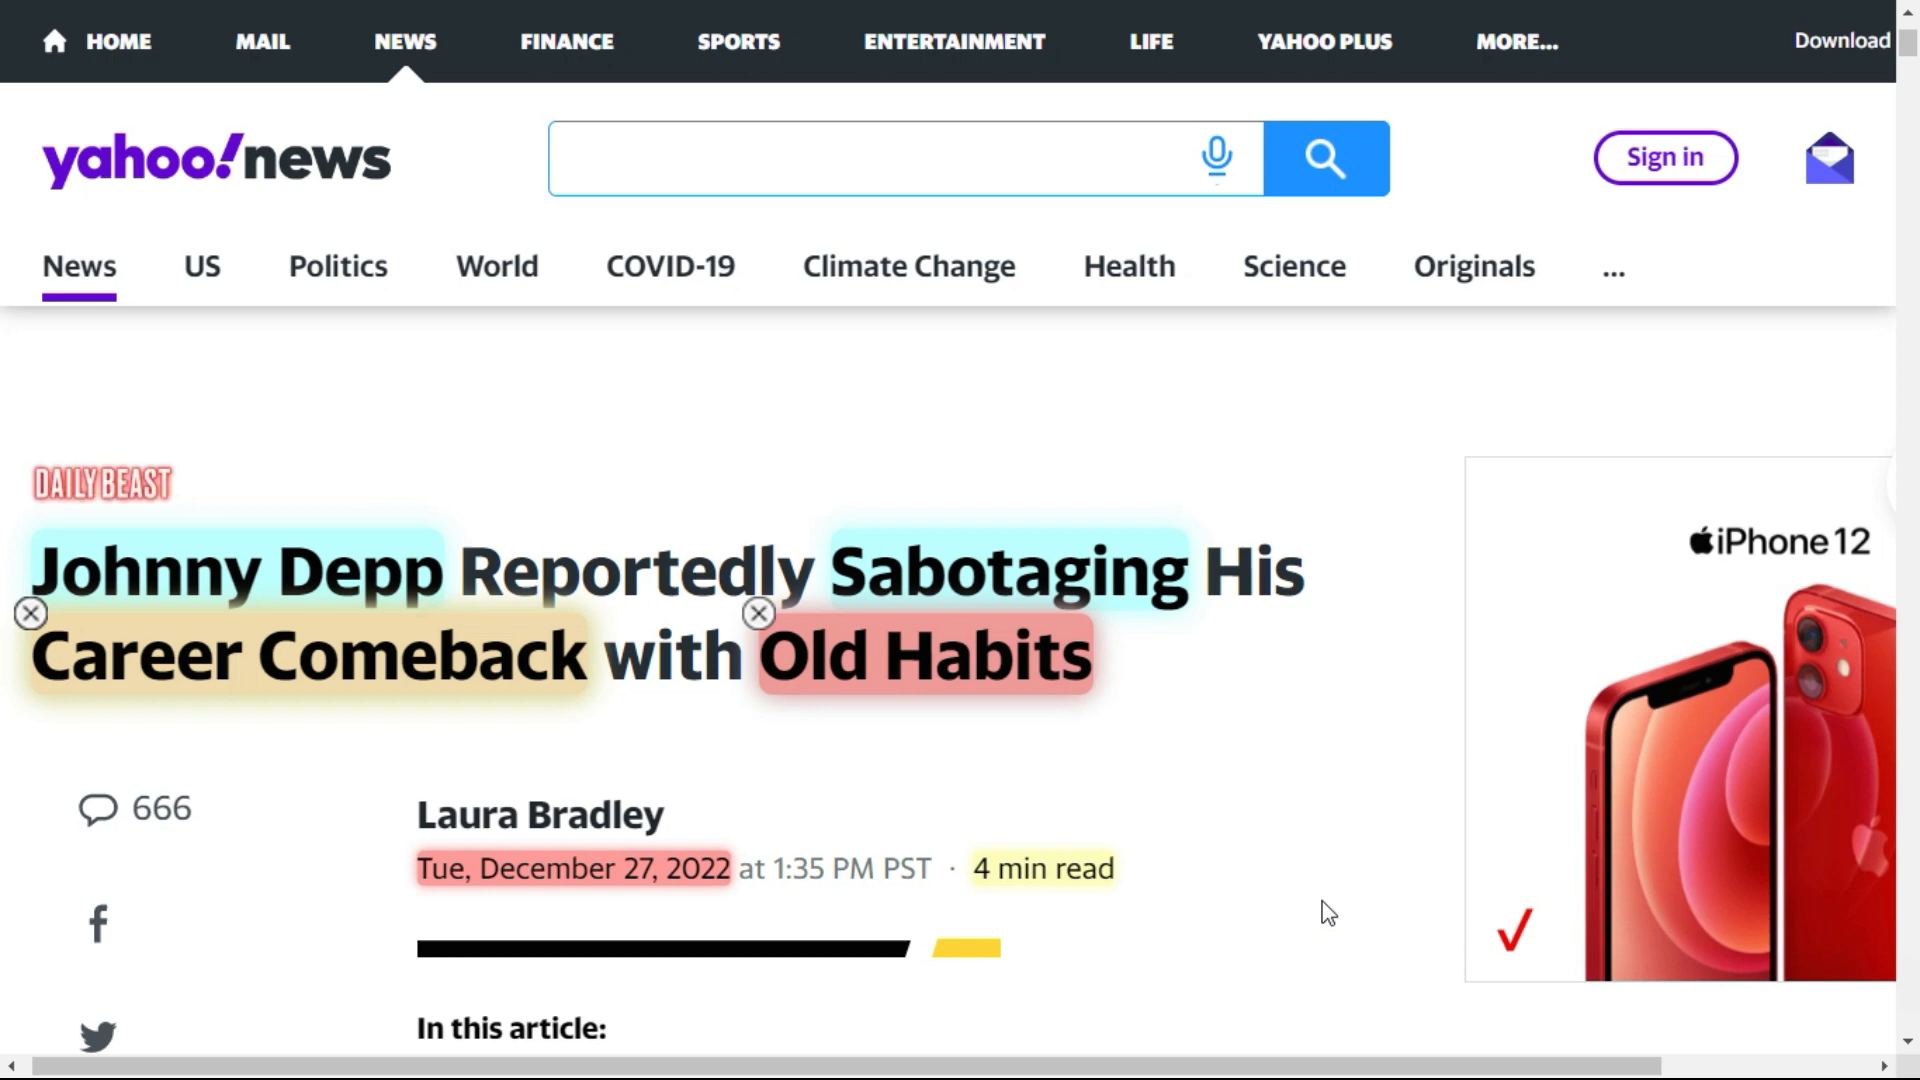 HOME MAIL NEWS FINANCE SPORTS ENTERTAINMENT LIFE YAHOO PLUS MORE... Download
yahoo!news
Sign in
News US Politics World COVID-19 Climate Change Health Science Originals ...
DAILY BEAST
iPhone 12
Johnny Depp Reportedly Sabotaging His
Career Comeback with Old Habits
666
Laura Bradley
Tue, December 27, 2022 at 1:35 PM PST · 4 min read
In this article: